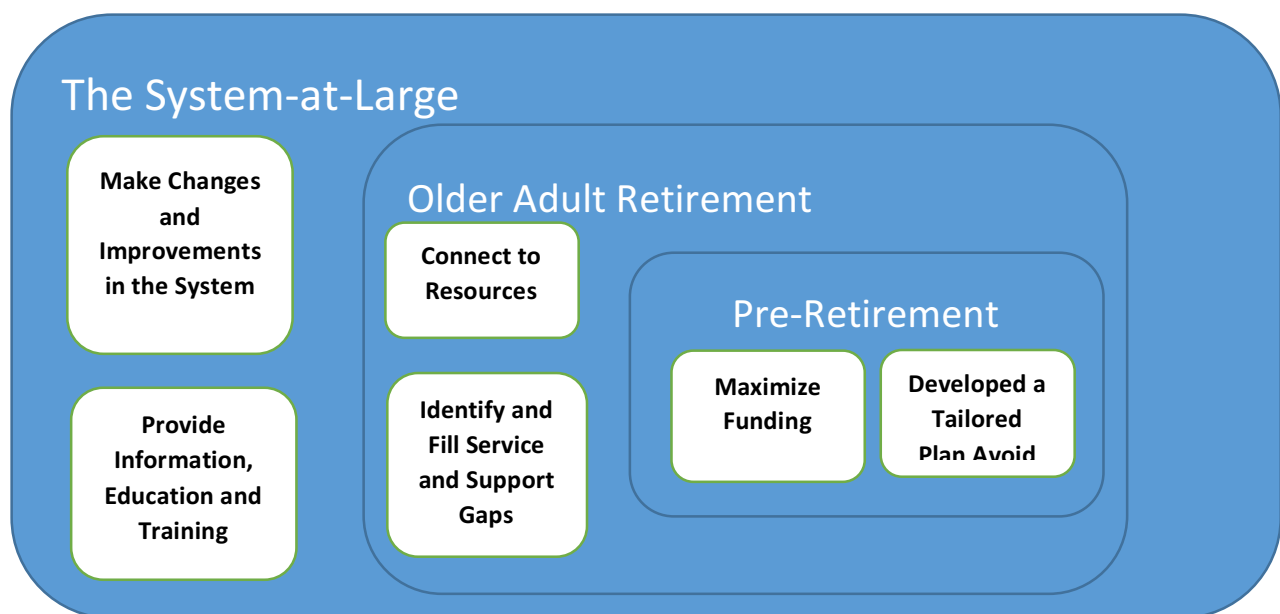 The System-at-Large
Make Changes
and
Improvements
in the System
Provide
Information,
Education and
Training
Older Adult Retirement
Connect to
Resources
Identify and
Fill Service
and Support
Gaps
Pre-Retirement
Maximize
Funding
Developed a
Tailored
Plan Avoid